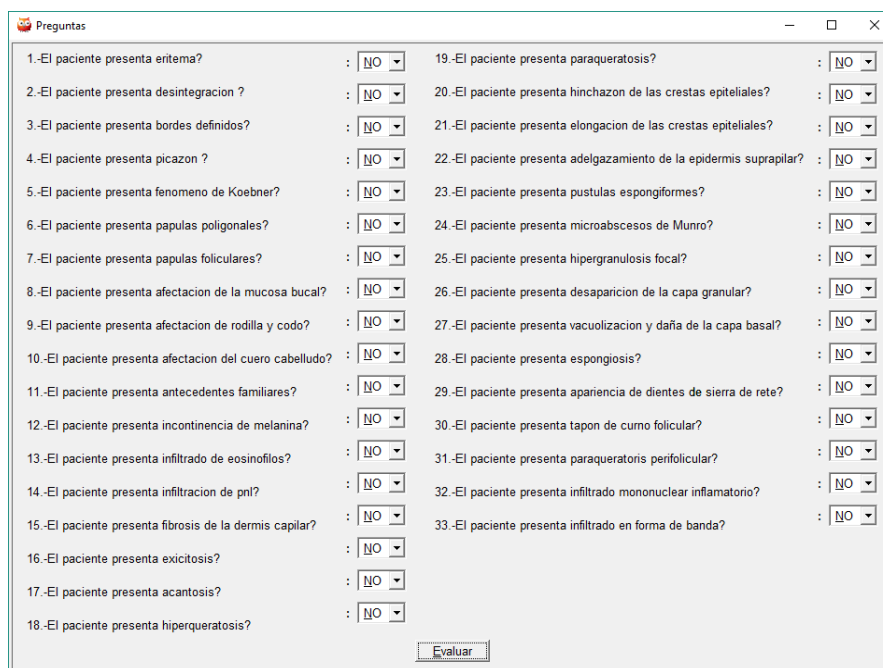 Preguntas
1.-El paciente presenta eritema? : NO
2.-El paciente presenta desintegracion ? : NO
3.-El paciente presenta bordes definidos? : NO
4.-El paciente presenta picazon ? : NO
5.-El paciente presenta fenomeno de Koebner? : NO
6.-El paciente presenta papulas poligonales? : NO
7.-El paciente presenta papulas foliculares? : NO
8.-El paciente presenta afectacion de la mucosa bucal? : NO
9.-El paciente presenta afectacion de rodilla y codo? : NO
10.-El paciente presenta afectacion del cuero cabelludo? : NO
11.-El paciente presenta antecedentes familiares? : NO
12.-El paciente presenta incontinencia de melanina? : NO
13.-El paciente presenta infiltrado de eosinofilos? : NO
14.-El paciente presenta infiltracion de pnl? : NO
15.-El paciente presenta fibrosis de la dermis capilar? : NO
16.-El paciente presenta exicitosis? : NO
17.-El paciente presenta acantosis? : NO
18.-El paciente presenta hiperqueratosis? : NO
19.-El paciente presenta paraqueratosis? : NO
20.-El paciente presenta hinchazon de las crestas epiteliales? : NO
21.-El paciente presenta elongacion de las crestas epiteliales? : NO
22.-El paciente presenta adelgazamiento de la epidermis suprapilar? : NO
23.-El paciente presenta pustulas espongiformes? : NO
24.-El paciente presenta microabscesos de Munro? : NO
25.-El paciente presenta hipergranulosis focal? : NO
26.-El paciente presenta desaparicion de la capa granular? : NO
27.-El paciente presenta vacuolizacion y daña de la capa basal? : NO
28.-El paciente presenta espongiosis? : NO
29.-El paciente presenta apariencia de dientes de sierra de rete? : NO
30.-El paciente presenta tapon de curno folicular? : NO
31.-El paciente presenta paraqueratoris perifolicular? : NO
32.-El paciente presenta infiltrado mononuclear inflamatorio? : NO
33.-El paciente presenta infiltrado en forma de banda? : NO
Evaluar